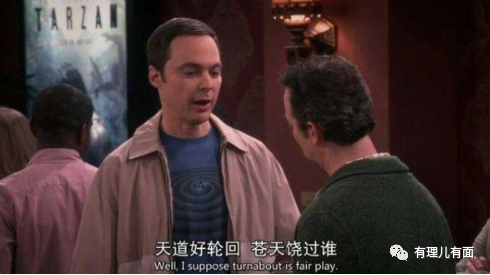 TARZAN
天道好轮回 苍天饶过谁
Well, I suppose turnabout is fair play.
有理儿有面